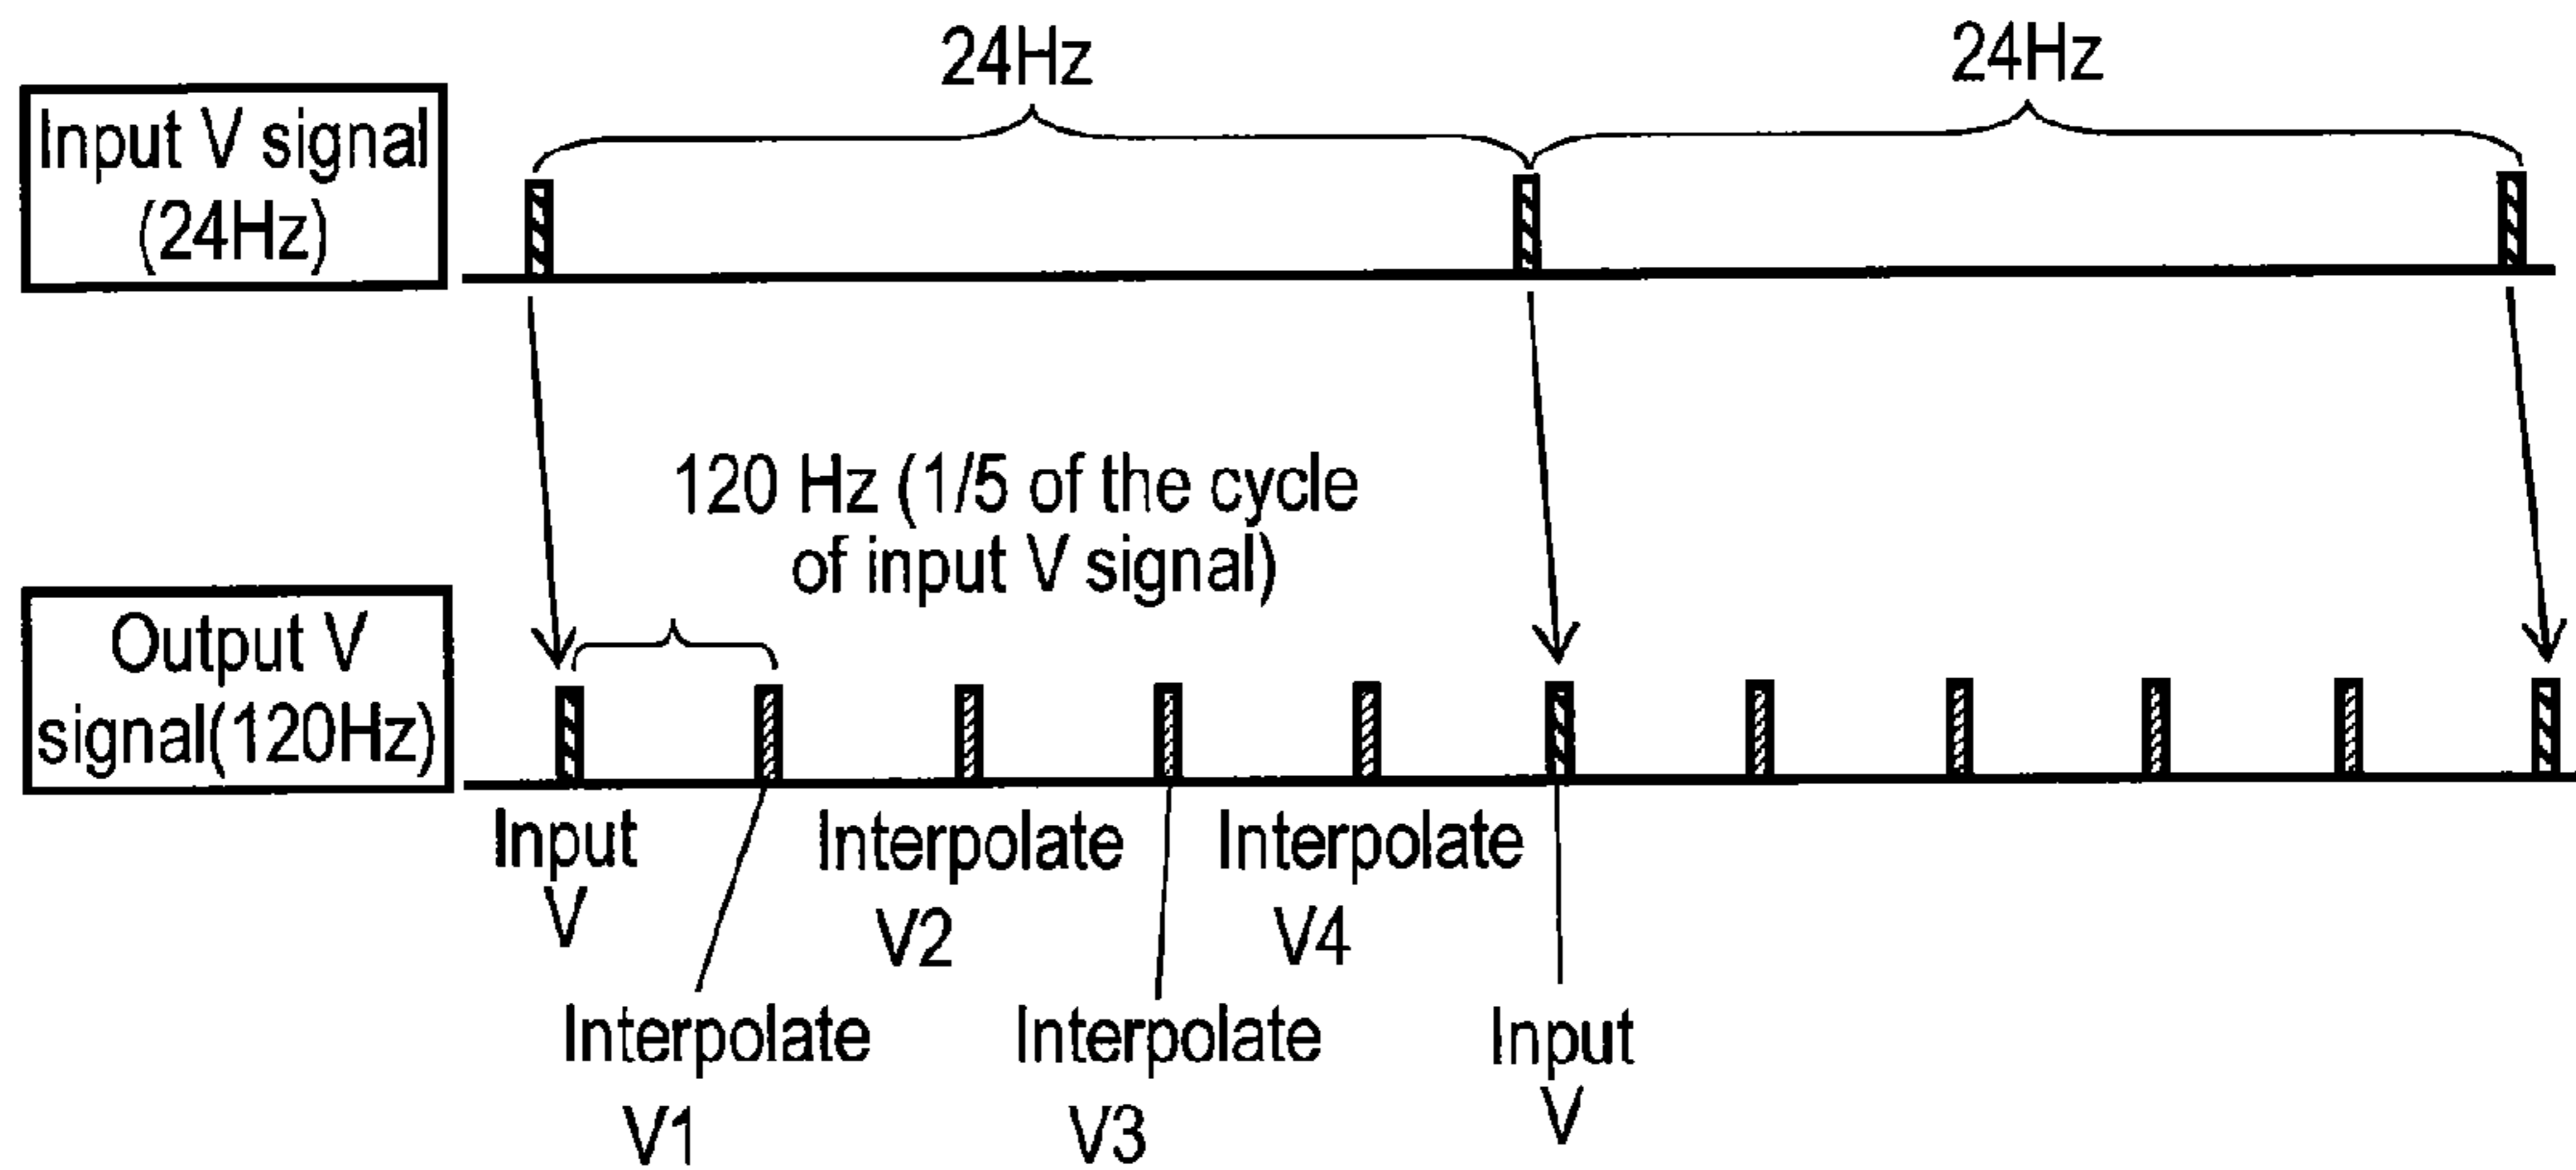 24Hz
24Hz
Input V signal
(24Hz)
120 Hz (1/5 of the cycle
of input V signal)
Output V
signal(120Hz)
Input
V
Interpolate
V2
Interpolate
V4
Interpolate
V1
Interpolate
V3
Input
V